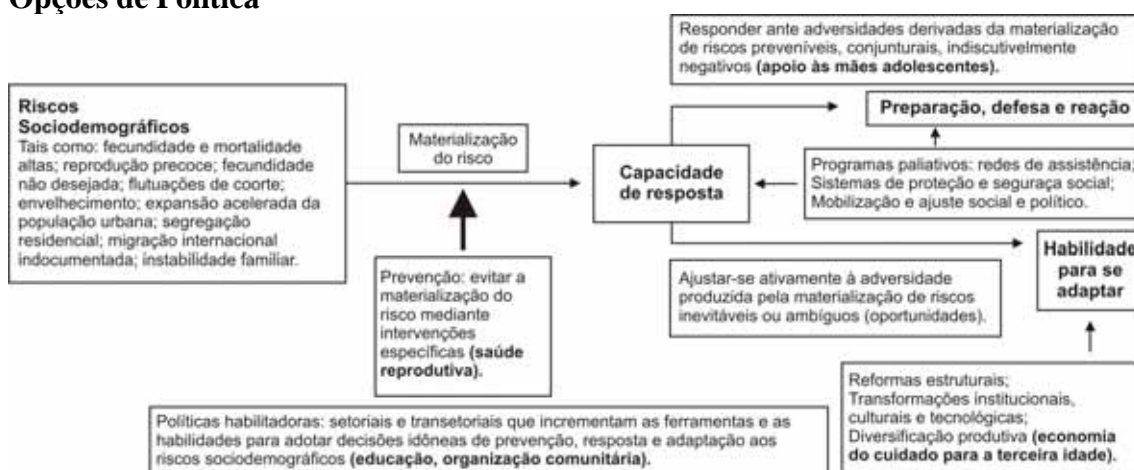 Opções de Política
Responder ante adversidades derivadas da materialização
de riscos preveníveis, conjunturais, indiscutivelmente
negativos (apoio às mães adolescentes).
Riscos
Sociodemográficos
Tais como: fecundidade e mortalidade
altas; reprodução precoce; fecundidade
não desejada; flutuações de coorte;
envelhecimento; expansão acelerada da
população urbana; segregação
residencial; migração internacional
indocumentada; instabilidade familiar.
Materialização
do risco
Capacidade
de resposta
Preparação, defesa e reação
Programas paliativos: redes de assistência;
Sistemas de proteção e seguraça social;
Mobilização e ajuste social e político.
Prevenção: evitar a
materialização do
risco mediante
intervenções
específicas (saúde
reprodutiva).
Ajustar-se ativamente à adversidade
produzida pela materialização de riscos
inevitáveis ou ambíguos (oportunidades).
Habilidade
para se
adaptar
Reformas estruturais;
Transformações institucionais,
culturais e tecnológicas;
Diversificação produtiva (economia
do cuidado para a terceira idade).
Políticas habilitadoras: setoriais e transetoriais que incrementam as ferramentas e as
habilidades para adotar decisões idôneas de prevenção, resposta e adaptação aos
riscos sociodemográficos (educação, organização comunitária).